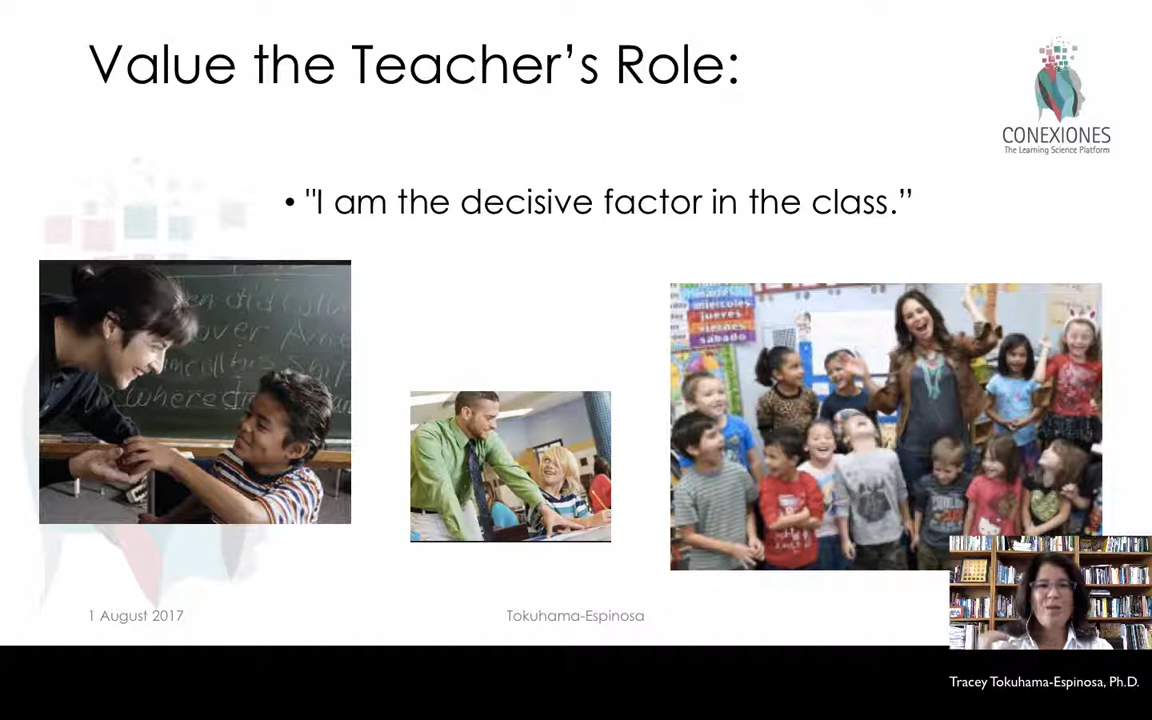 Value the Teacher’s Role:
CONEXIONES
The Learning Science Platform
• "I am the decisive factor in the class.”
miércoles
jueves
viernes
sábado
1 August 2017
Tokuhama-Espinosa
Tracey Tokuhama-Espinosa, Ph.D.